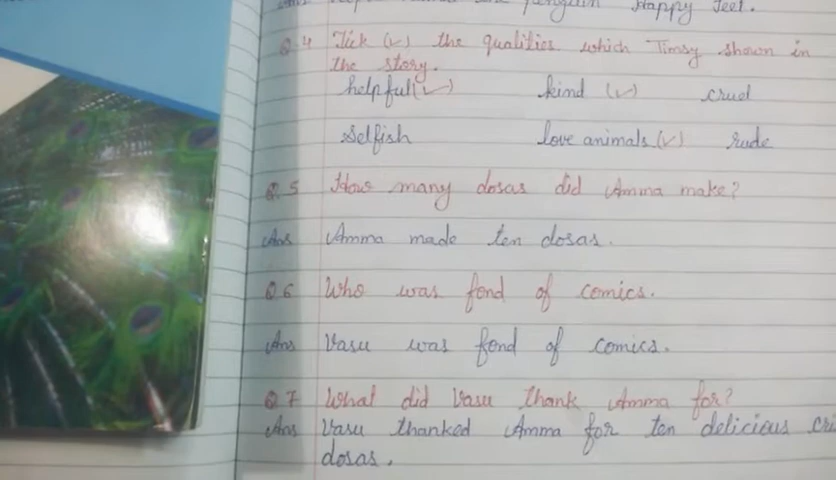 penguin Happy Feet.
Q.4 Tick (✓) the qualities which Timsy shown in
the story.
helpful(✓) kind (✓) cruel
Selfish love animals (✓) rude
Q.5 How many dosas did Amma make?
Ans Amma made ten dosas.
Q.6 Who was fond of comics.
Ans Vasu was fond of comics.
Q.7 What did Vasu thank Amma for?
Ans Vasu thanked Amma for ten delicious
dosas.